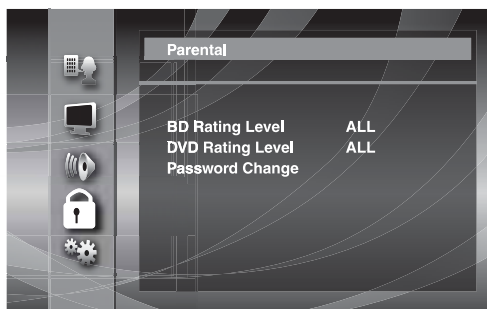 Parental
BD Rating Level ALL
DVD Rating Level ALL
Password Change